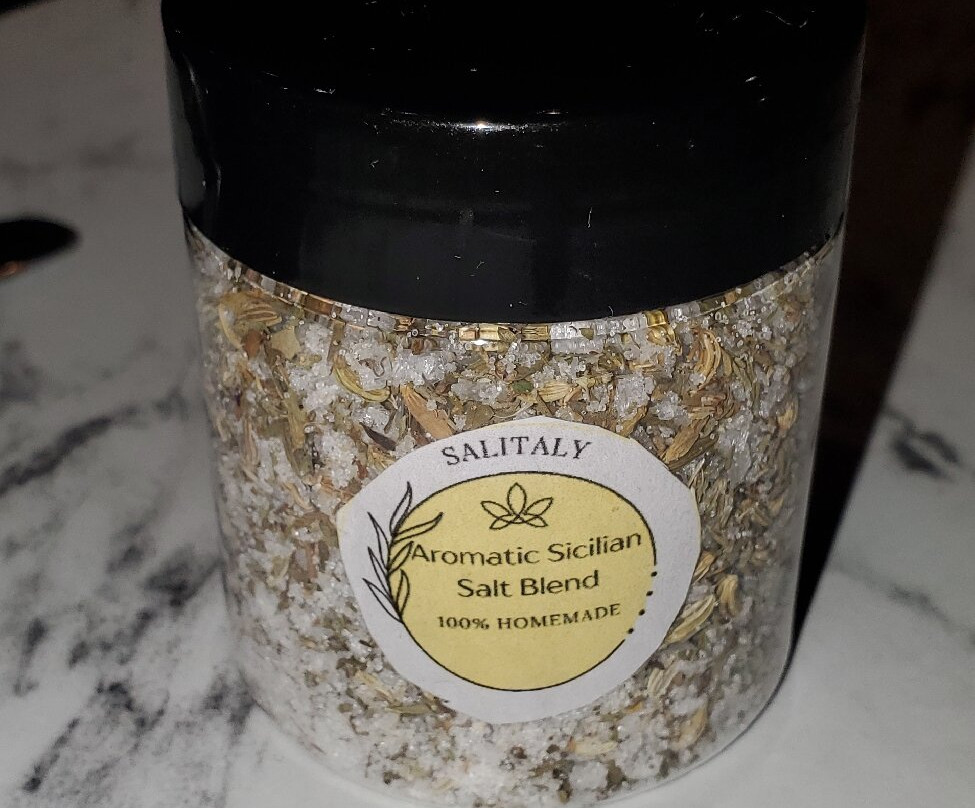 SALITALY
Aromatic Sicilian
Salt Blend
100% HOMEMADE